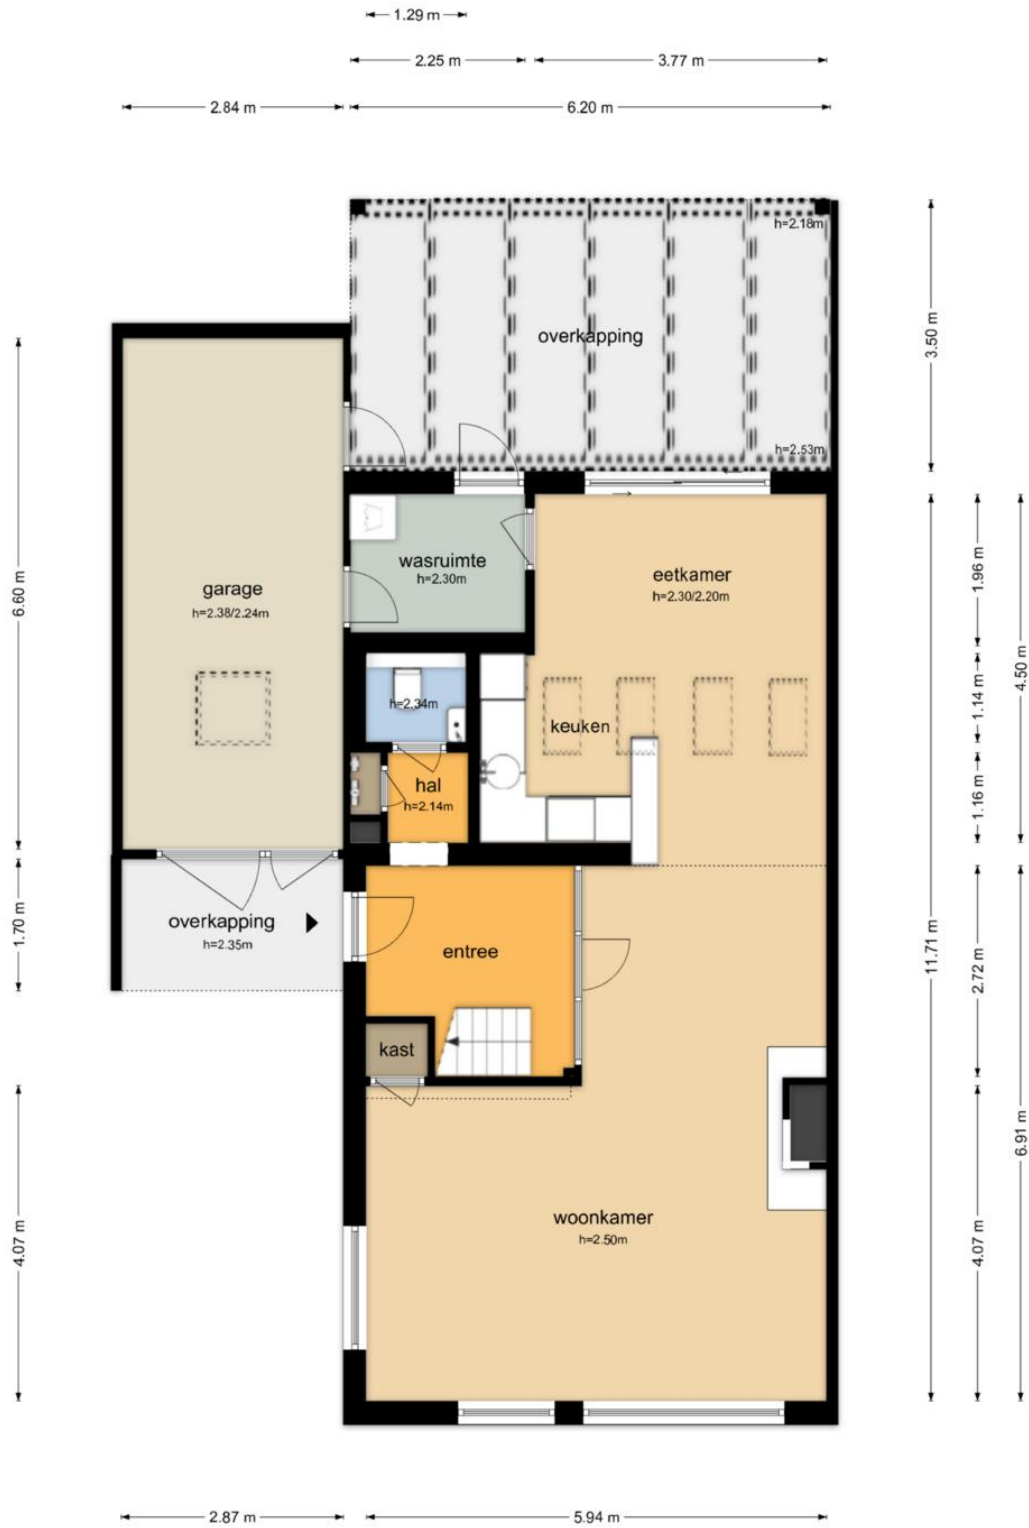 1.29 m
2.25 m
3.77 m
2.84 m
6.20 m
h=2.18m
overkapping
h=2.53m
3.50 m
wasruimte
h=2.30m
eetkamer
h=2.30/2.20m
garage
h=2.38/2.24m
6.60 m
1.96 m
4.50 m
1.14 m
h=2.34m
keuken
hal
h=2.14m
1.16 m
overkapping
h=2.35m
1.70 m
entree
11.71 m
2.72 m
kast
6.91 m
woonkamer
h=2.50m
4.07 m
4.07 m
2.87 m
5.94 m